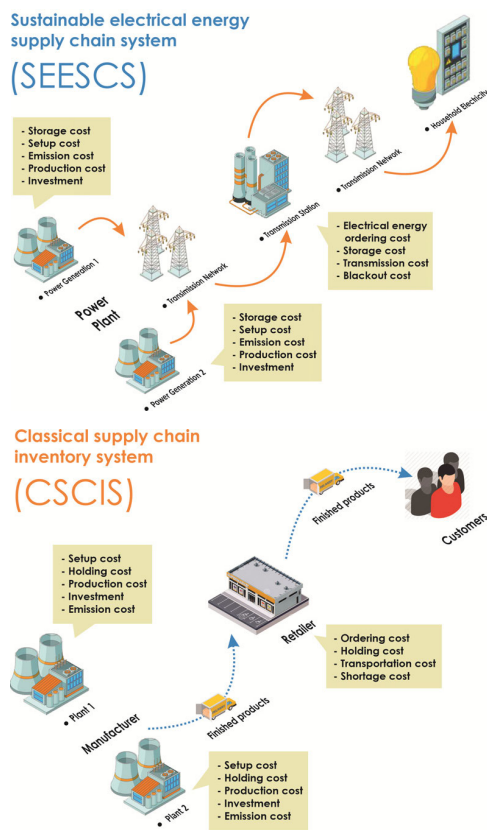 Sustainable electrical energy
supply chain system
(SEESCS)
- Storage cost
- Setup cost
- Emission cost
- Production cost
- Investment
• Power Generation 1
Power
Plant
• Transmission Network
• Transmission Station
• Transimission Network
• Household Electricity
- Electrical energy
ordering cost
- Storage cost
- Transmission cost
- Blackout cost
• Power Generation 2
- Storage cost
- Setup cost
- Emission cost
- Production cost
- Investment
Classical supply chain
inventory system
(CSCIS)
Finished products
Customers
- Setup cost
- Holding cost
- Production cost
- Investment
- Emission cost
Retailer
- Ordering cost
- Holding cost
- Transportation cost
- Shortage cost
• Plant 1
Manufacturer
Finished products
• Plant 2
- Setup cost
- Holding cost
- Production cost
- Investment
- Emission cost